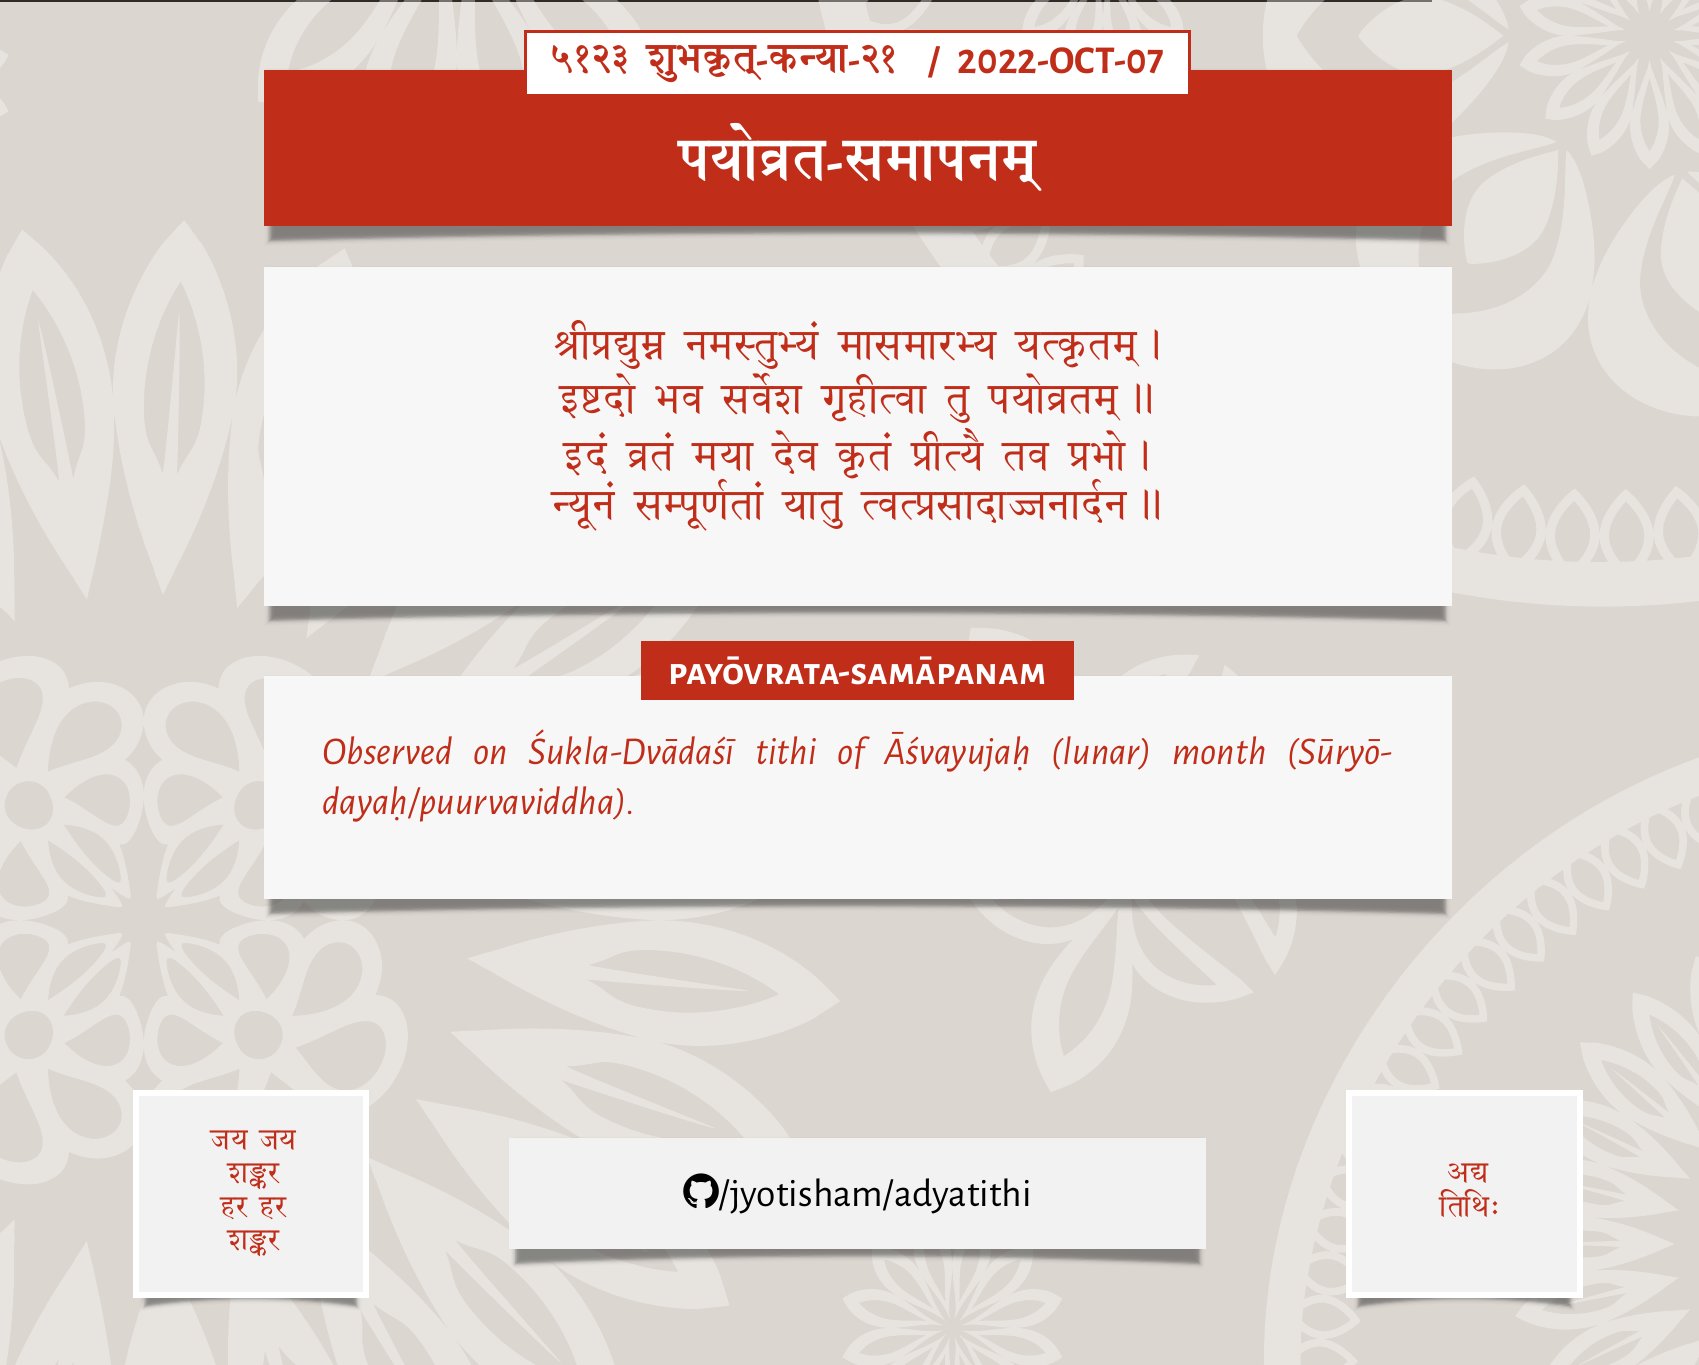 ५१२३ शुभकृत्-कन्या-२१ / 2022-OCT-07
पयोव्रत-समापनम्
श्रीप्रद्युम्न नमस्तुभ्यं मासमारभ्य यत्कृतम् ।
इष्टदो भव सर्वेश गृहीत्वा तु पयोव्रतम् ॥
इदं व्रतं मया देव कृतं प्रीत्यै तव प्रभो ।
न्यूनं सम्पूर्णतां यातु त्वत्प्रसादाज्जनार्दन ॥
PAYŌVRATA-SAMĀPANAM
Observed on Śukla-Dvādaśī tithi of Āśvayujaḥ (lunar) month (Sūryō-
dayaḥ/puurvaviddha).
जय जय
शङ्कर
हर हर
शङ्कर
/jyotisham/adyatithi
अद्य
तिथिः